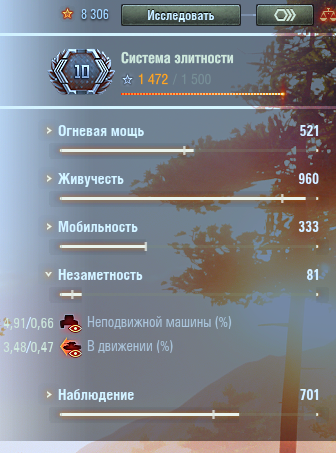 8 306 Исследовать
10 Система элитности
1 472 / 1 500
Огневая мощь 521
Живучесть 960
Мобильность 333
Незаметность 81
4,91/0,66 Неподвижной машины (%)
3,48/0,47 В движении (%)
Наблюдение 701